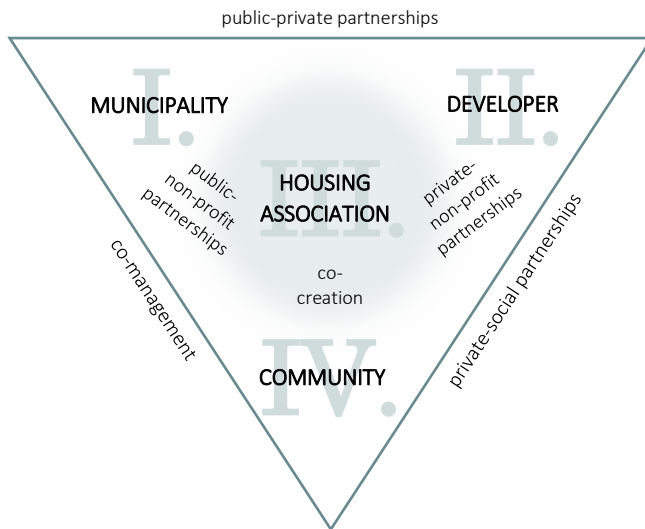 public-private partnerships
I.
MUNICIPALITY
II.
DEVELOPER
public-
non-profit
partnerships
III.
HOUSING
ASSOCIATION
private-
non-profit
partnerships
co-management
private-social partnerships
co-
creation
IV.
COMMUNITY